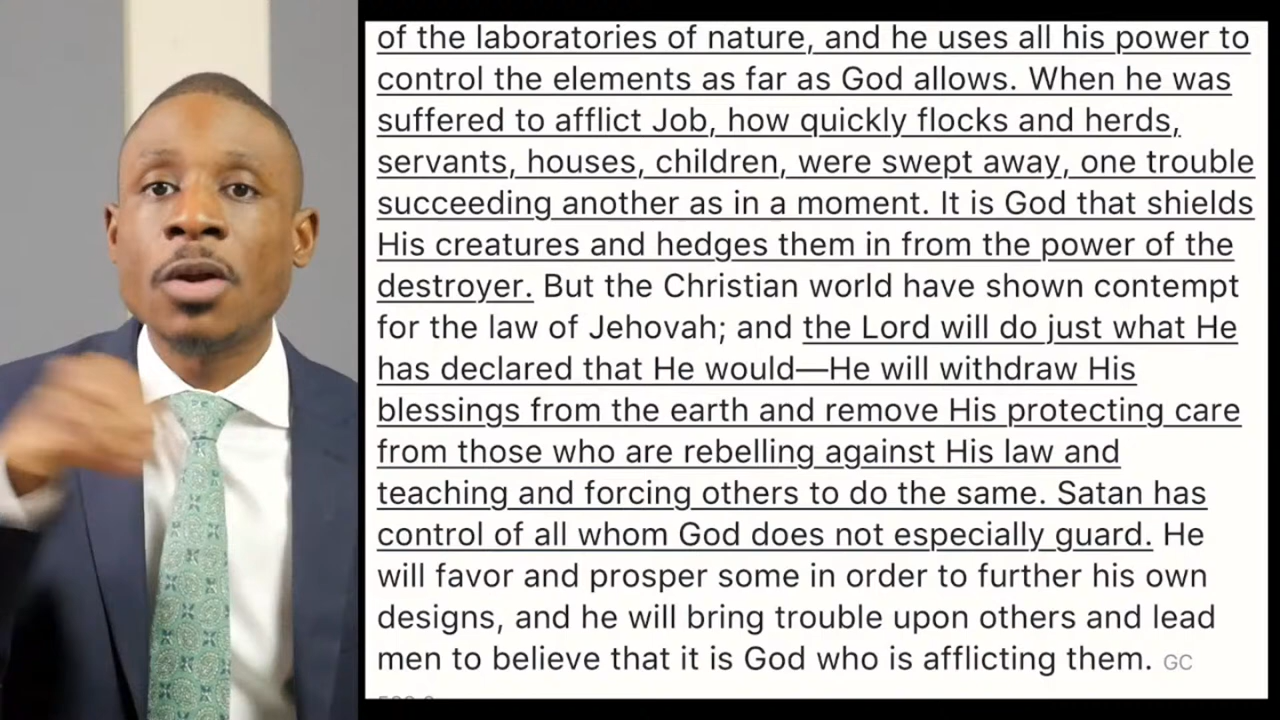 of the laboratories of nature, and he uses all his power to
control the elements as far as God allows. When he was
suffered to afflict Job, how quickly flocks and herds,
servants, houses, children, were swept away, one trouble
succeeding another as in a moment. It is God that shields
His creatures and hedges them in from the power of the
destroyer. But the Christian world have shown contempt
for the law of Jehovah; and the Lord will do just what He
has declared that He would—He will withdraw His
blessings from the earth and remove His protecting care
from those who are rebelling against His law and
teaching and forcing others to do the same. Satan has
control of all whom God does not especially guard. He
will favor and prosper some in order to further his own
designs, and he will bring trouble upon others and lead
men to believe that it is God who is afflicting them. GC